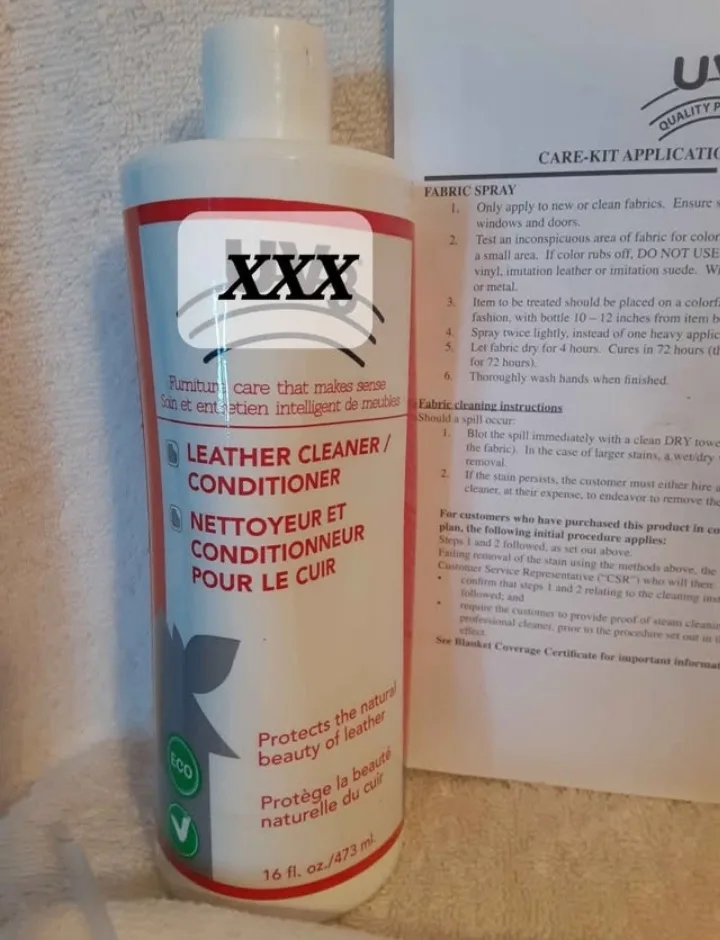 XXX
Furniture care that makes sense
Soin et entretien intelligent de meubles
LEATHER CLEANER /
CONDITIONER
NETTOYEUR ET
CONDITIONNEUR
POUR LE CUIR
Protects the natural
beauty of leather
Protège la beauté
naturelle du cuir
ECO
16 fl. oz./473 ml.
QUALITY
CARE-KIT
FABRIC SPRAY
1. Only apply to new or clean fabrics. Ensure
windows and doors.
2. Test an inconspicuous area of fabric for color
a small area. If color rubs off, DO NOT USE
vinyl, imitation leather or imitation suede.
or metal.
3. Item to be treated should be placed on a
fashion, with bottle 10 – 12 inches from item
4. Spray twice lightly, instead of one heavy
5. Let fabric dry for 4 hours. Cures in 72 hours
for 72 hours).
6. Thoroughly wash hands when finished.
Fabric cleaning instructions
Should a spill occur:
1. Blot the spill immediately with a clean DRY
the fabric). In the case of larger stains, a wet/dry
removal.
2. If the stain persists, the customer must either hire
cleaner, at their expense, to endeavor to remove
For customers who have purchased this product in
plan, the following initial procedure applies:
Steps 1 and 2 followed, as set out above.
Failing removal of the stain using the methods above, the
Customer Service Representative ("CSR") who will then
• confirm that steps 1 and 2 relating to the cleaning
followed; and
• require the customer to provide proof of steam
professional cleaner, prior to the procedure set out in
effect.
See Blanket Coverage Certificate for important